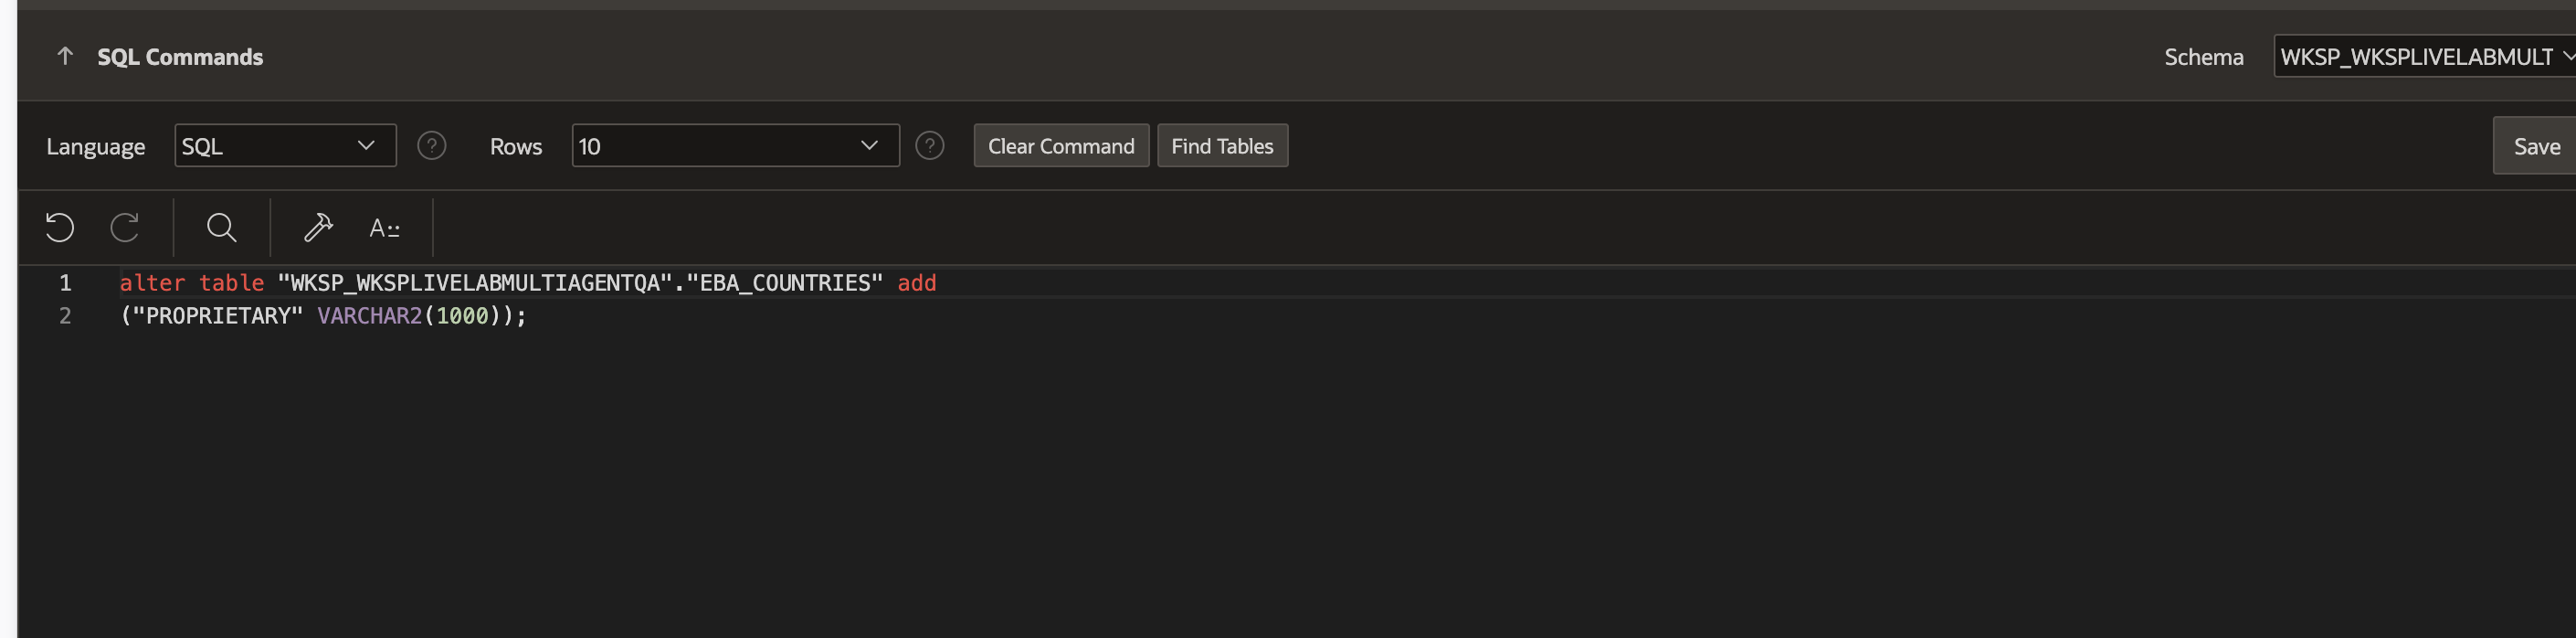 SQL Commands
Schema WKSP_WKSPLIVELABMULT
Language SQL ? Rows 10 ? Clear Command Find Tables Save
A::
1 alter table "WKSP_WKSPLIVELABMULTIAGENTQA"."EBA_COUNTRIES" add
2 ("PROPRIETARY" VARCHAR2(1000));